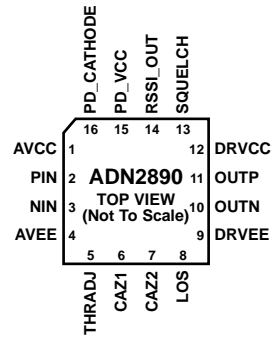 PD_CATHODE
PD_VCC
RSSI_OUT
SQUELCH
16 15 14 13
AVCC 1 12 DRVCC
PIN 2 ADN2890 11 OUTP
TOP VIEW
NIN 3 (Not To Scale) 10 OUTN
AVEE 4 9 DRVEE
5 6 7 8
THRADJ
CAZ1
CAZ2
LOS